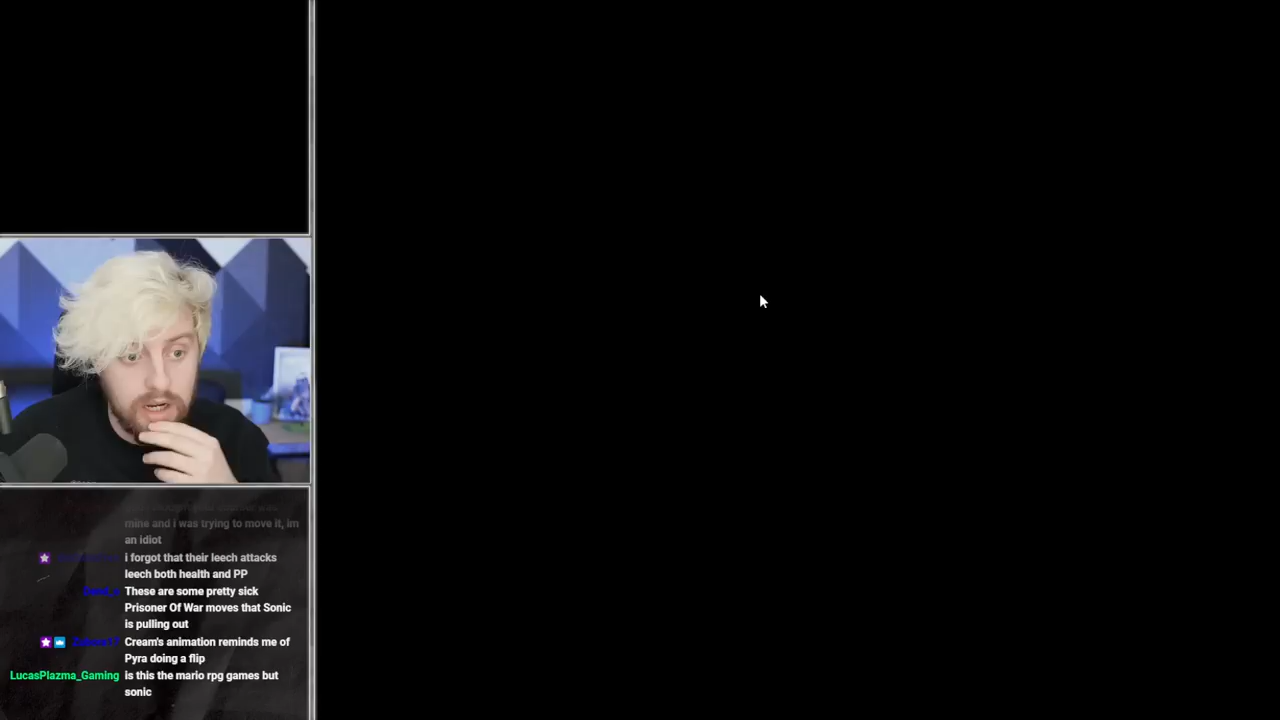 mine and i was trying to move it, im
an idiot
i forgot that their leech attacks
leech both health and PP
These are some pretty sick
Prisoner Of War moves that Sonic
is pulling out
Cream's animation reminds me of
Pyra doing a flip
LucasPlazma_Gaming is this the mario rpg games but
sonic